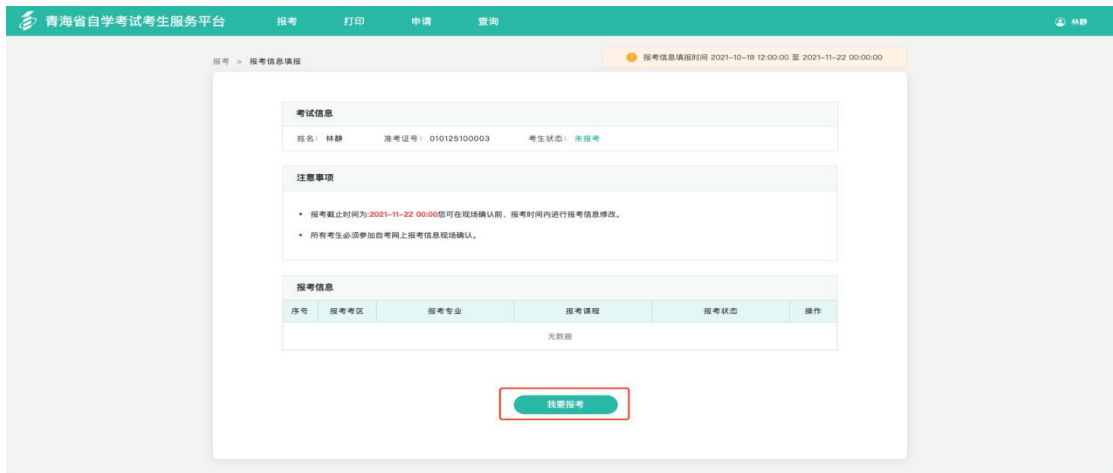 青海省自学考试考生服务平台 报考 打印 申请 查询 林静
报考 > 报考信息填报 报考信息填报时间 2021-10-19 12:00:00 至 2021-11-22 00:00:00
考试信息
姓名: 林静 准考证号: 010125100003 考生状态: 未报考
注意事项
报考截止时间为:2021-11-22 00:00您可在现场确认前、报考时间内进行报考信息修改。
所有考生必须参加自考网上报考信息现场确认。
报考信息
序号 报考考区 报考专业 报考课程 报考状态 操作
无数据
我要报考